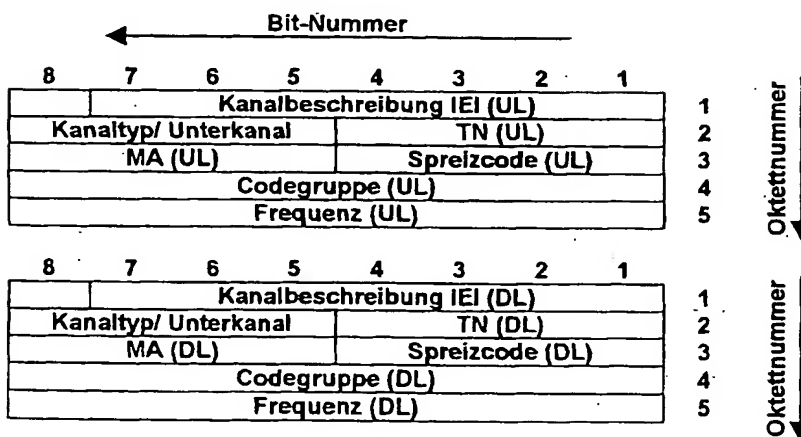 Bit-Nummer
8 7 6 5 4 3 2 1
Kanalbeschreibung IEI (UL) 1
Kanaltyp/ Unterkanal TN (UL) 2
MA (UL) Spreizcode (UL) 3
Codegruppe (UL) 4
Frequenz (UL) 5
Oktettnummer
8 7 6 5 4 3 2 1
Kanalbeschreibung IEI (DL) 1
Kanaltyp/ Unterkanal TN (DL) 2
MA (DL) Spreizcode (DL) 3
Codegruppe (DL) 4
Frequenz (DL) 5
Oktettnummer